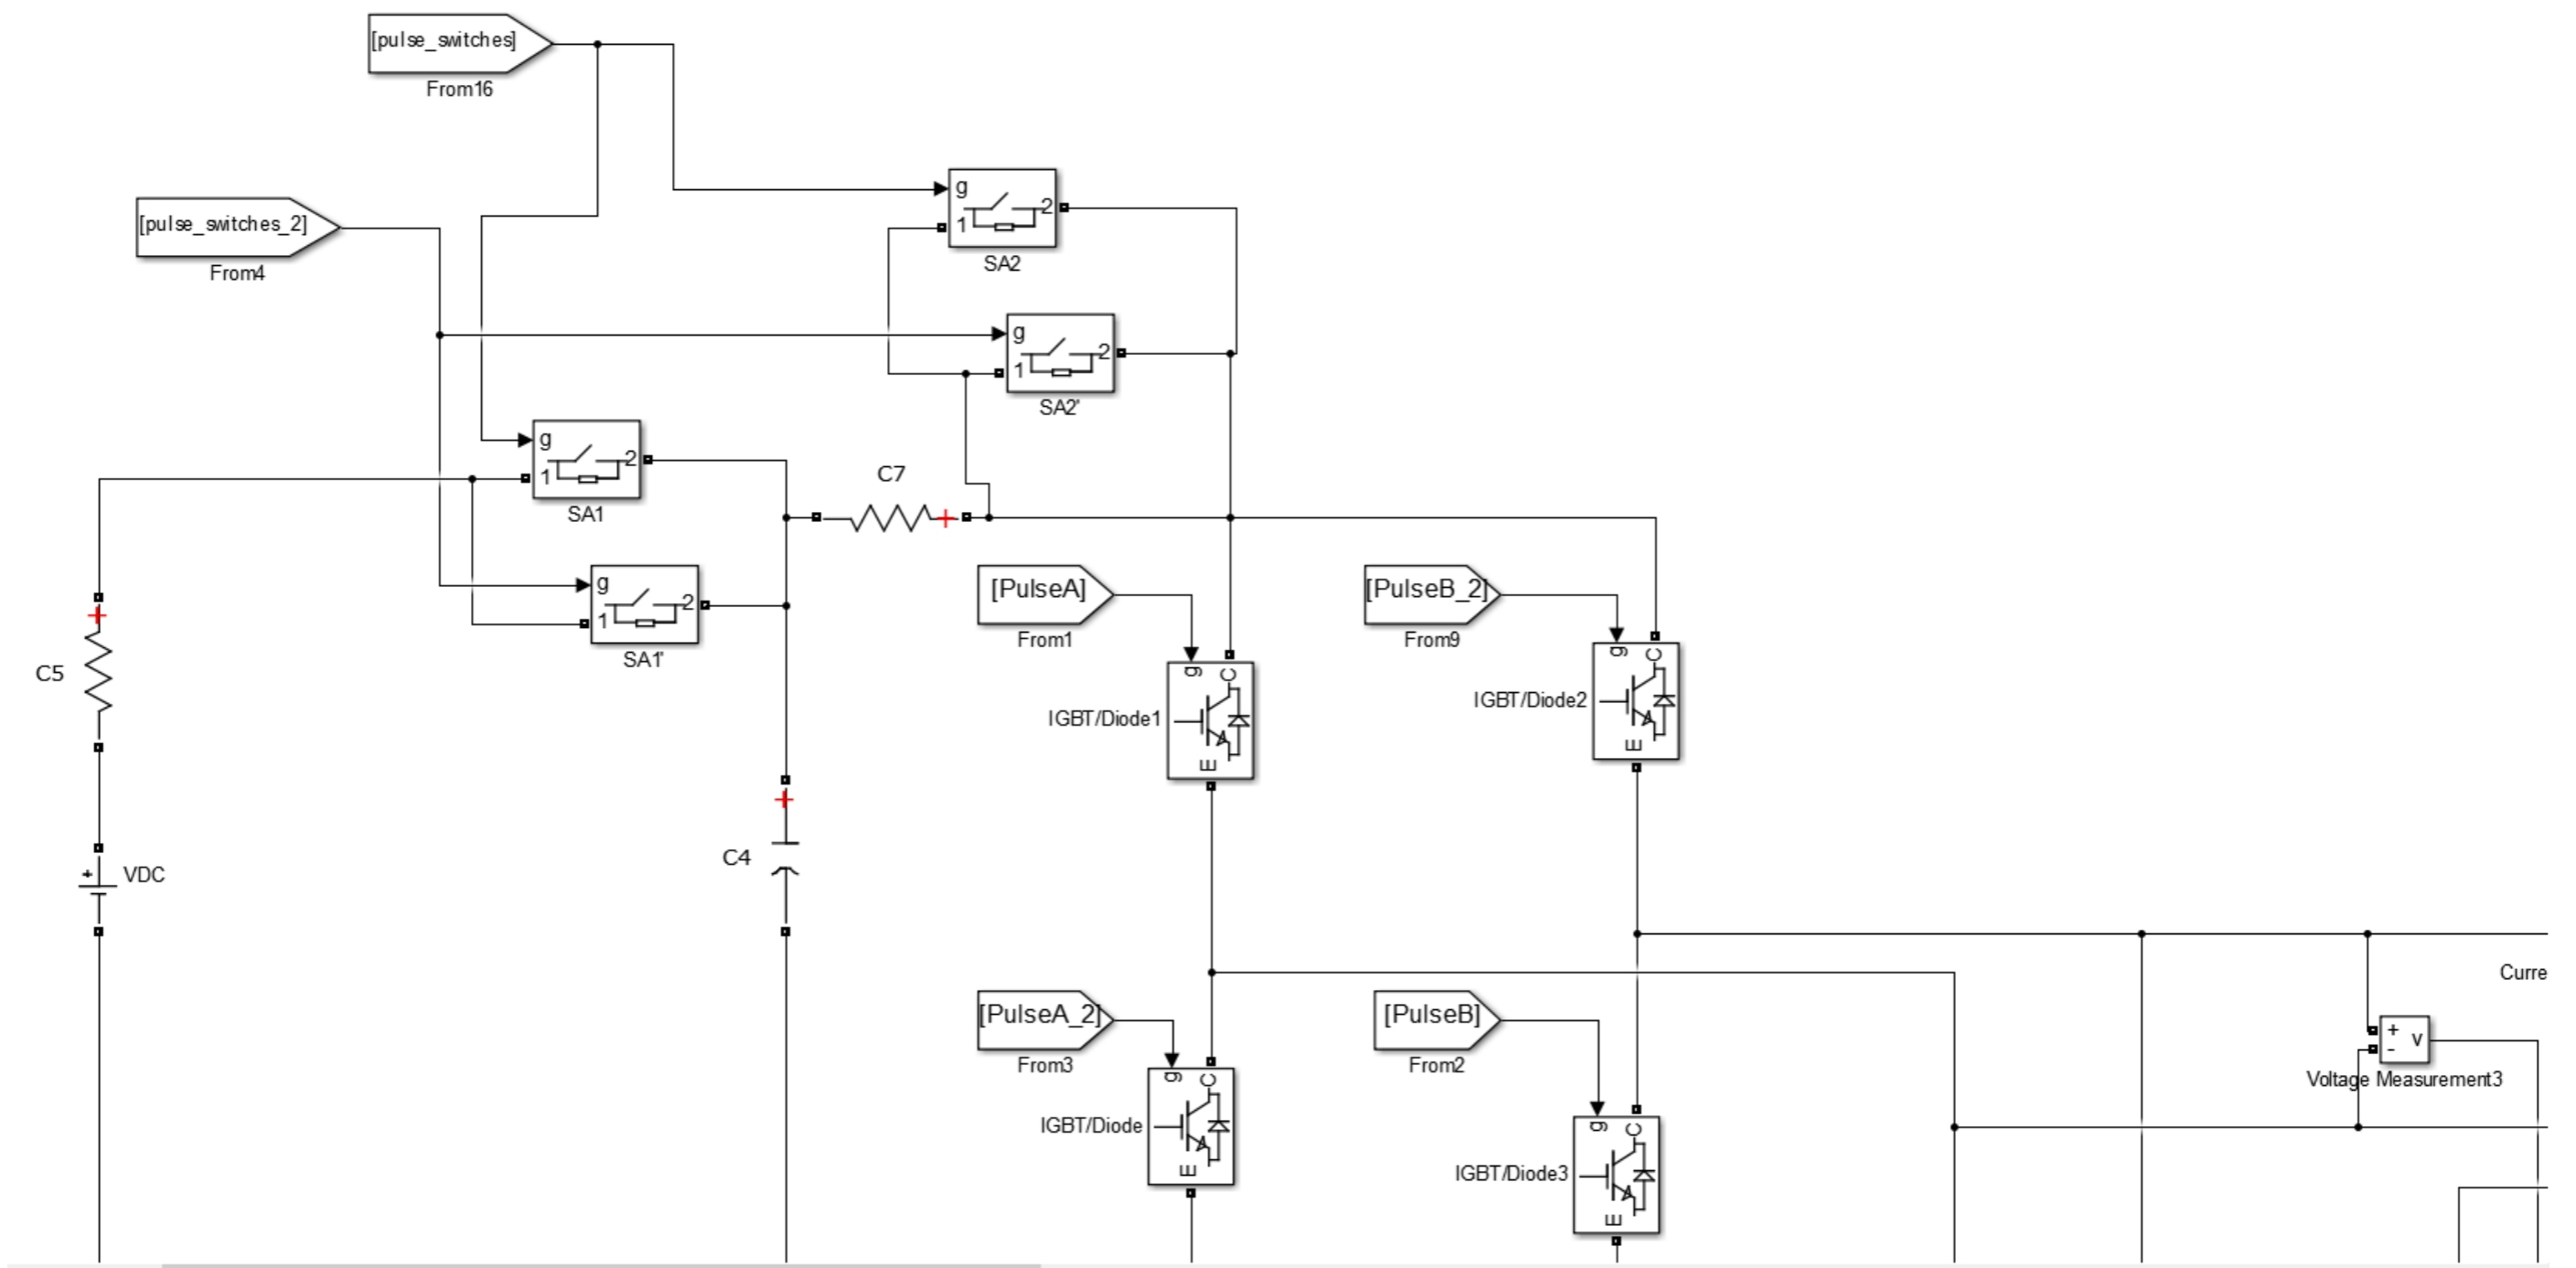 [pulse_switches]
From16
g
1
2
SA2
[pulse_switches_2]
From4
g
1
2
SA2'
g
1
2
SA1
C7
g
1
2
SA1'
[PulseA]
From1
[PulseB_2]
From9
C5
g
C
E
IGBT/Diode1
g
C
E
IGBT/Diode2
+
VDC
C4
[PulseA_2]
From3
[PulseB]
From2
g
C
E
IGBT/Diode
g
C
E
IGBT/Diode3
Curre
+
-
v
Voltage Measurement3